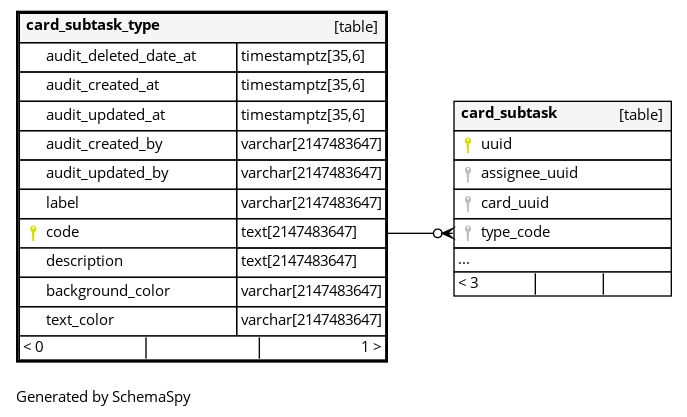 card_subtask_type [table]
audit_deleted_date_at timestamptz[35,6]
audit_created_at timestamptz[35,6]
audit_updated_at timestamptz[35,6]
audit_created_by varchar[2147483647]
audit_updated_by varchar[2147483647]
label varchar[2147483647]
code text[2147483647]
description text[2147483647]
background_color varchar[2147483647]
text_color varchar[2147483647]
< 0 1 >
card_subtask [table]
uuid
assignee_uuid
card_uuid
type_code
...
< 3
Generated by SchemaSpy